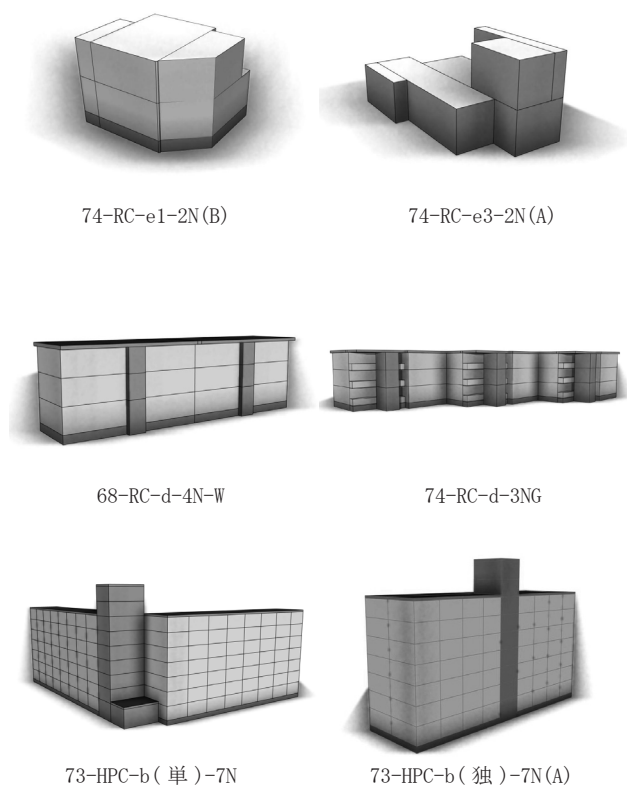 74-RC-e1-2N(B)
74-RC-e3-2N(A)
68-RC-d-4N-W
74-RC-d-3NG
73-HPC-b(単)-7N
73-HPC-b(独)-7N(A)